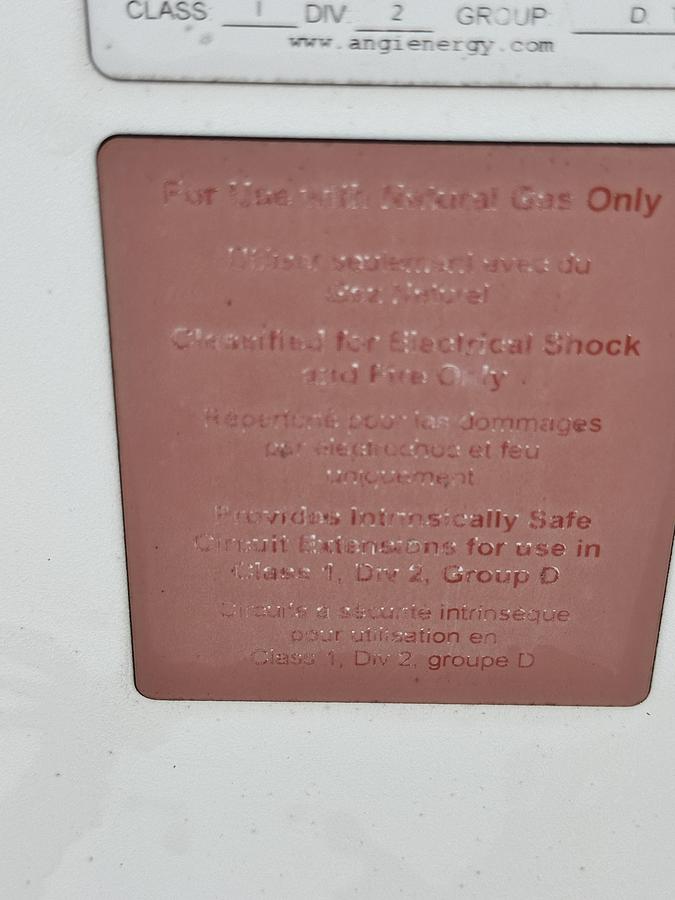 CLASS I DIV 2 GROUP D
www.angienergy.com
For Use with Natural Gas Only
Utiliser seulement avec du
Gaz Naturel
Classified for Electrical Shock
and Fire Only
Répertorié pour les dommages
par électrochoc et feu
uniquement
Provides Intrinsically Safe
Circuit Extensions for use in
Class 1, Div 2, Group D
Circuits à sécurité intrinsèque
pour utilisation en
Class 1, Div 2, groupe D